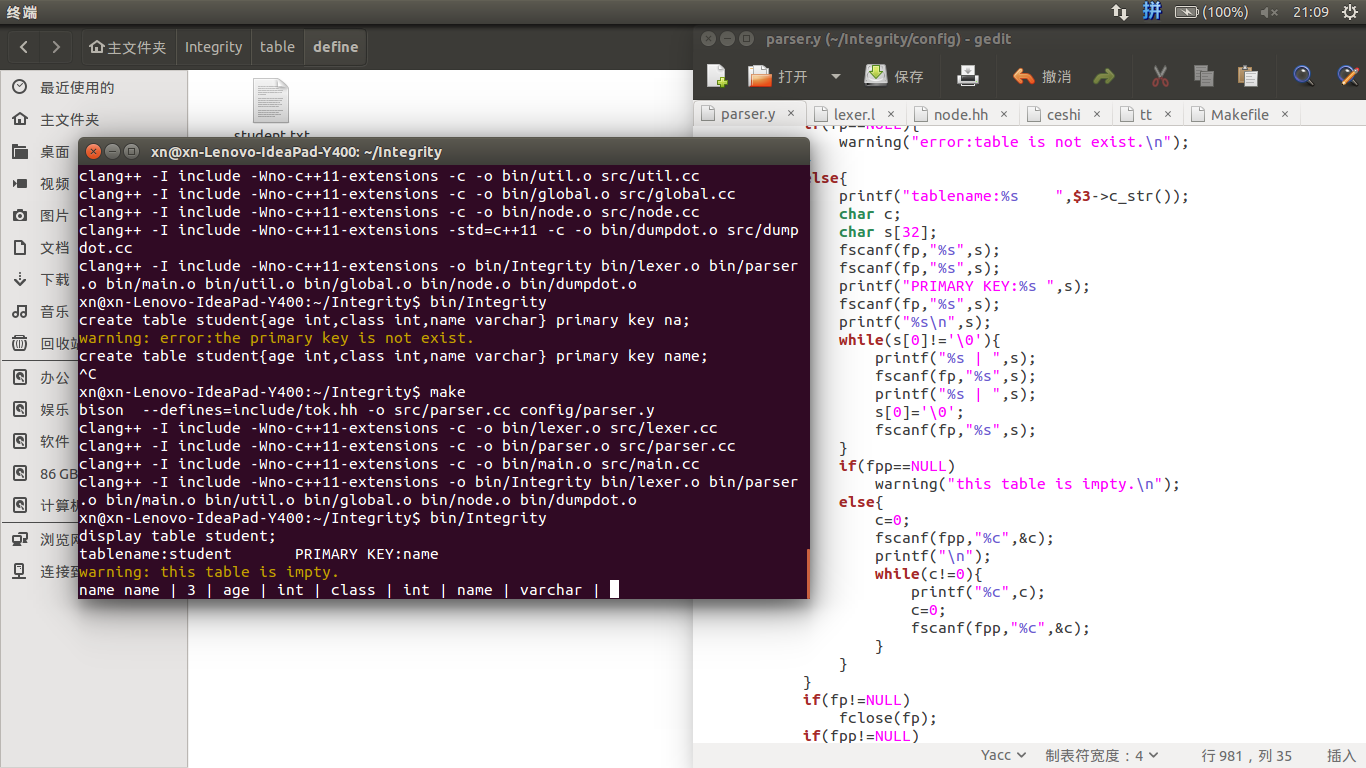 终端
(100%)
21:09
主文件夹
Integrity
table
define
最近使用的
主文件夹
桌面
视频
图片
文档
下载
音乐
回收站
办公
娱乐
软件
86 GB
计算机
浏览网
连接到
student.txt
xn@xn-Lenovo-IdeaPad-Y400: ~/Integrity
clang++ -I include -Wno-c++11-extensions -c -o bin/util.o src/util.cc
clang++ -I include -Wno-c++11-extensions -c -o bin/global.o src/global.cc
clang++ -I include -Wno-c++11-extensions -c -o bin/node.o src/node.cc
clang++ -I include -Wno-c++11-extensions -std=c++11 -c -o bin/dumpdot.o src/dump
dot.cc
clang++ -I include -Wno-c++11-extensions -o bin/Integrity bin/lexer.o bin/parser
.o bin/main.o bin/util.o bin/global.o bin/node.o bin/dumpdot.o
xn@xn-Lenovo-IdeaPad-Y400:~/Integrity$ bin/Integrity
create table student{age int,class int,name varchar} primary key na;
warning: error:the primary key is not exist.
create table student{age int,class int,name varchar} primary key name;
^C
xn@xn-Lenovo-IdeaPad-Y400:~/Integrity$ make
bison  --defines=include/tok.hh -o src/parser.cc config/parser.y
clang++ -I include -Wno-c++11-extensions -c -o bin/lexer.o src/lexer.cc
clang++ -I include -Wno-c++11-extensions -c -o bin/parser.o src/parser.cc
clang++ -I include -Wno-c++11-extensions -c -o bin/main.o src/main.cc
clang++ -I include -Wno-c++11-extensions -o bin/Integrity bin/lexer.o bin/parser
.o bin/main.o bin/util.o bin/global.o bin/node.o bin/dumpdot.o
xn@xn-Lenovo-IdeaPad-Y400:~/Integrity$ bin/Integrity
display table student;
tablename:student       PRIMARY KEY:name
warning: this table is impty.
name name | 3 | age | int | class | int | name | varchar |
parser.y (~/Integrity/config) - gedit
打开
保存
撤消
parser.y × lexer.l × node.hh × ceshi × tt × Makefile ×
if(fp==NULL){
warning("error:table is not exist.\n");
else{
printf("tablename:%s    ",$3->c_str());
char c;
char s[32];
fscanf(fp,"%s",s);
fscanf(fp,"%s",s);
printf("PRIMARY KEY:%s ",s);
fscanf(fp,"%s",s);
printf("%s\n",s);
while(s[0]!='\0'){
printf("%s | ",s);
fscanf(fp,"%s",s);
printf("%s | ",s);
s[0]='\0';
fscanf(fp,"%s",s);
}
if(fpp==NULL)
warning("this table is impty.\n");
else{
c=0;
fscanf(fpp,"%c",&c);
printf("\n");
while(c!=0){
printf("%c",c);
c=0;
fscanf(fpp,"%c",&c);
}
}
}
if(fp!=NULL)
fclose(fp);
if(fpp!=NULL)
Yacc
制表符宽度：4
行 981，列 35
插入